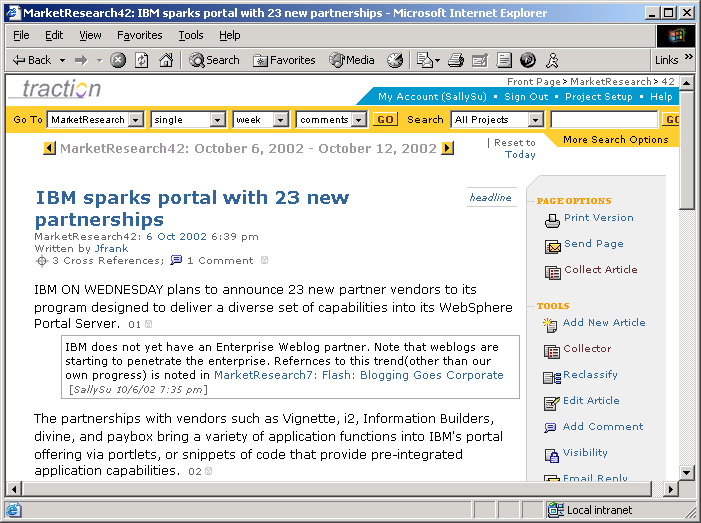 MarketResearch42: IBM sparks portal with 23 new partnerships - Microsoft Internet Explorer
File Edit View Favorites Tools Help
Back Search Favorites Media Links »
traction
Front Page> MarketResearch> 42
My Account (SallySu) • Sign Out • Project Setup • Help
Go To MarketResearch single week comments GO Search All Projects GO
More Search Options
MarketResearch42: October 6, 2002 - October 12, 2002
| Reset to
Today
IBM sparks portal with 23 new
partnerships
headline
MarketResearch42: 6 Oct 2002 6:39 pm
Written by Jfrank
3 Cross References; 1 Comment
IBM ON WEDNESDAY plans to announce 23 new partner vendors to its
program designed to deliver a diverse set of capabilities into its WebSphere
Portal Server. 01
IBM does not yet have an Enterprise Weblog partner. Note that weblogs are
starting to penetrate the enterprise. Refernces to this trend(other than our
own progress) is noted in MarketResearch7: Flash: Blogging Goes Corporate
[SallySu 10/6/02 7:35 pm]
The partnerships with vendors such as Vignette, i2, Information Builders,
divine, and paybox bring a variety of application functions into IBM's portal
offering via portlets, or snippets of code that provide pre-integrated
application capabilities. 02
PAGE OPTIONS
Print Version
Send Page
Collect Article
TOOLS
Add New Article
Collector
Reclassify
Edit Article
Add Comment
Visibility
Email Reply
Local intranet